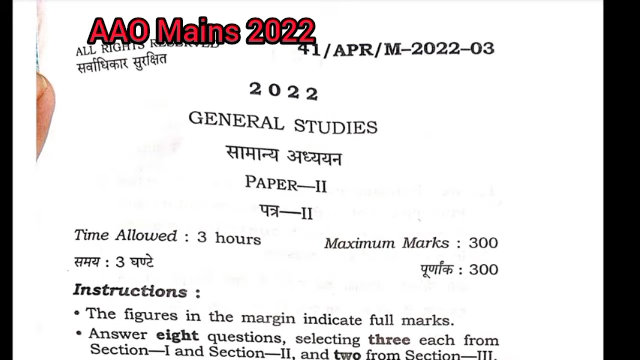 AAO Mains 2022
ALL RIGHTS RESERVED
41/APR/M–2022–03
सर्वाधिकार सुरक्षित
2022
GENERAL STUDIES
सामान्य अध्ययन
PAPER—II
पत्र—II
Time Allowed : 3 hours
Maximum Marks : 300
समय : 3 घण्टे
पूर्णांक : 300
Instructions :
• The figures in the margin indicate full marks.
• Answer eight questions, selecting three each from
Section—I and Section—II, and two from Section—III.